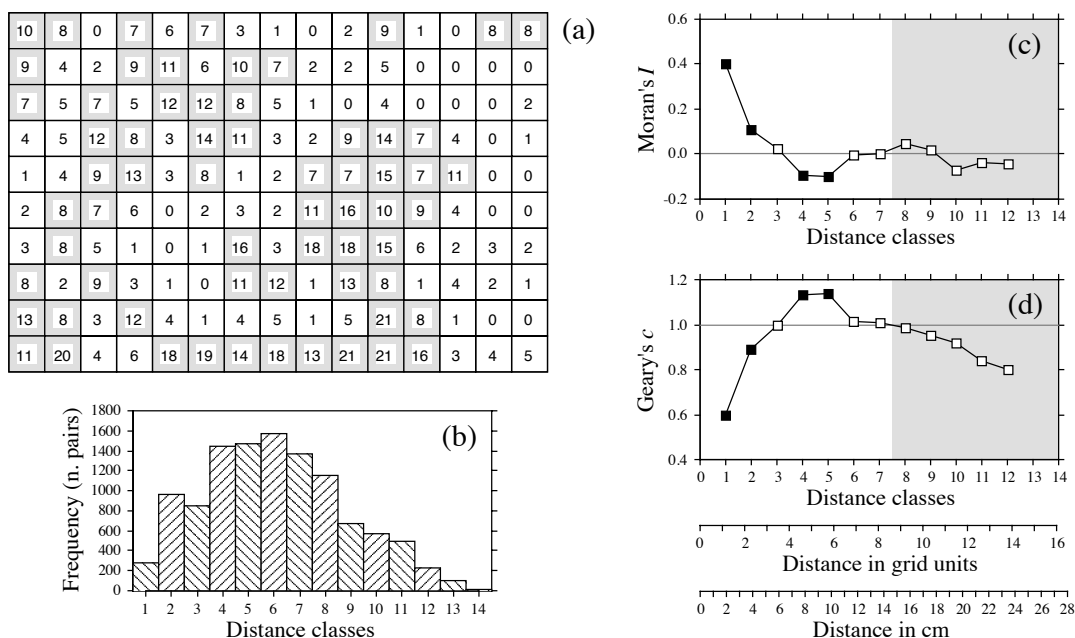 10 8 0 7 6 7 3 1 0 2 9 1 0 8 8
(a)
9 4 2 9 11 6 10 7 2 2 5 0 0 0 0
7 5 7 5 12 12 8 5 1 0 4 0 0 0 2
4 5 12 8 3 14 11 3 2 9 14 7 4 0 1
1 4 9 13 3 8 1 2 7 7 15 7 11 0 0
2 8 7 6 0 2 3 2 11 16 10 9 4 0 0
3 8 5 1 0 1 16 3 18 18 15 6 2 3 2
8 2 9 3 1 0 11 12 1 13 8 1 4 2 1
13 8 3 12 4 1 4 5 1 5 21 8 1 0 0
11 20 4 6 18 19 14 18 13 21 21 16 3 4 5
(b)
Frequency (n. pairs)
1800
1600
1400
1200
1000
800
600
400
200
0
1 2 3 4 5 6 7 8 9 10 11 12 13 14
Distance classes
(c)
Moran's I
0.6
0.4
0.2
0.0
-0.2
0 1 2 3 4 5 6 7 8 9 10 11 12 13 14
Distance classes
(d)
Geary's c
1.2
1.0
0.8
0.6
0.4
0 1 2 3 4 5 6 7 8 9 10 11 12 13 14
Distance classes
0 2 4 6 8 10 12 14 16
Distance in grid units
0 2 4 6 8 10 12 14 16 18 20 22 24 26 28
Distance in cm